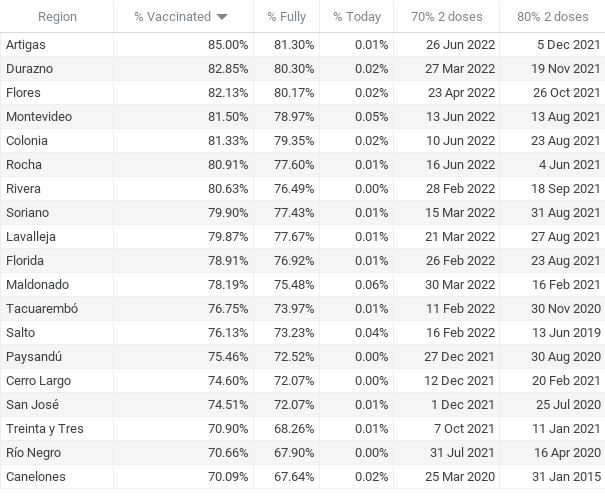 Region % Vaccinated % Fully % Today 70% 2 doses 80% 2 doses
Artigas 85.00% 81.30% 0.01% 26 Jun 2022 5 Dec 2021
Durazno 82.85% 80.30% 0.02% 27 Mar 2022 19 Nov 2021
Flores 82.13% 80.17% 0.02% 23 Apr 2022 26 Oct 2021
Montevideo 81.50% 78.97% 0.05% 13 Jun 2022 13 Aug 2021
Colonia 81.33% 79.35% 0.02% 10 Jun 2022 23 Aug 2021
Rocha 80.91% 77.60% 0.01% 16 Jun 2022 4 Jun 2021
Rivera 80.63% 76.49% 0.00% 28 Feb 2022 18 Sep 2021
Soriano 79.90% 77.43% 0.01% 15 Mar 2022 31 Aug 2021
Lavalleja 79.87% 77.67% 0.01% 21 Mar 2022 27 Aug 2021
Florida 78.91% 76.92% 0.01% 26 Feb 2022 23 Aug 2021
Maldonado 78.19% 75.48% 0.06% 30 Mar 2022 16 Feb 2021
Tacuarembó 76.75% 73.97% 0.01% 11 Feb 2022 30 Nov 2020
Salto 76.13% 73.23% 0.04% 16 Feb 2022 13 Jun 2019
Paysandú 75.46% 72.52% 0.00% 27 Dec 2021 30 Aug 2020
Cerro Largo 74.60% 72.07% 0.00% 12 Dec 2021 20 Feb 2021
San José 74.51% 72.07% 0.01% 1 Dec 2021 25 Jul 2020
Treinta y Tres 70.90% 68.26% 0.01% 7 Oct 2021 11 Jan 2021
Río Negro 70.66% 67.90% 0.00% 31 Jul 2021 16 Apr 2020
Canelones 70.09% 67.64% 0.02% 25 Mar 2020 31 Jan 2015